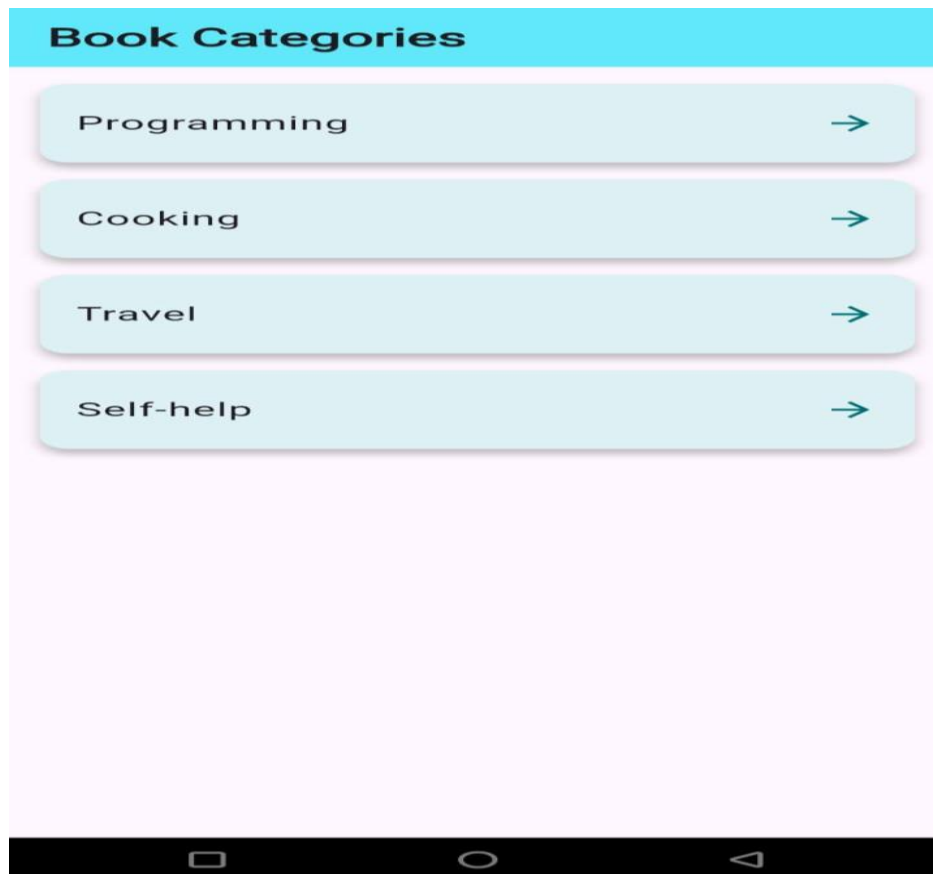 Book Categories
Programming
Cooking
Travel
Self-help